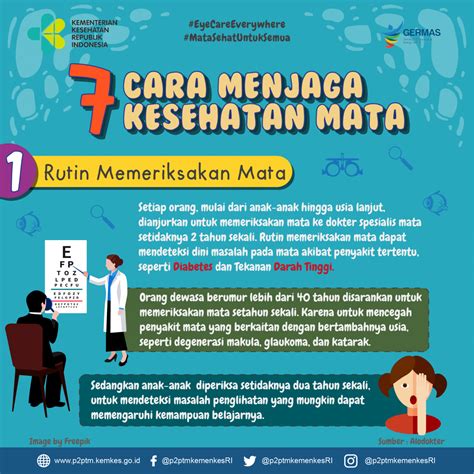 KEMENTERIAN
KESEHATAN
REPUBLIK
INDONESIA
#EyeCareEverywhere
#MataSehatUntukSemua
GERMAS
7 CARA MENJAGA
KESEHATAN MATA
1 Rutin Memeriksakan Mata
Setiap orang, mulai dari anak-anak hingga usia lanjut,
dianjurkan untuk memeriksakan mata ke dokter spesialis mata
setidaknya 2 tahun sekali. Rutin memeriksakan mata dapat
mendeteksi dini masalah pada mata akibat penyakit tertentu,
seperti Diabetes dan Tekanan Darah Tinggi.
E
F P
T O Z
L P E D
P E C F D
E D F C Z P
F E L O P Z D
Orang dewasa berumur lebih dari 40 tahun disarankan untuk
memeriksakan mata setahun sekali. Karena untuk mencegah
penyakit mata yang berkaitan dengan bertambahnya usia,
seperti degenerasi makula, glaukoma, dan katarak.
Sedangkan anak-anak diperiksa setidaknya dua tahun sekali,
untuk mendeteksi masalah penglihatan yang mungkin dapat
memengaruhi kemampuan belajarnya.
Image by Freepik
Sumber : Alodokter
www.p2ptm.kemkes.go.id
@p2ptmkemenkesRI
@p2ptmkemenkesRI
@p2ptmkemenkesRI